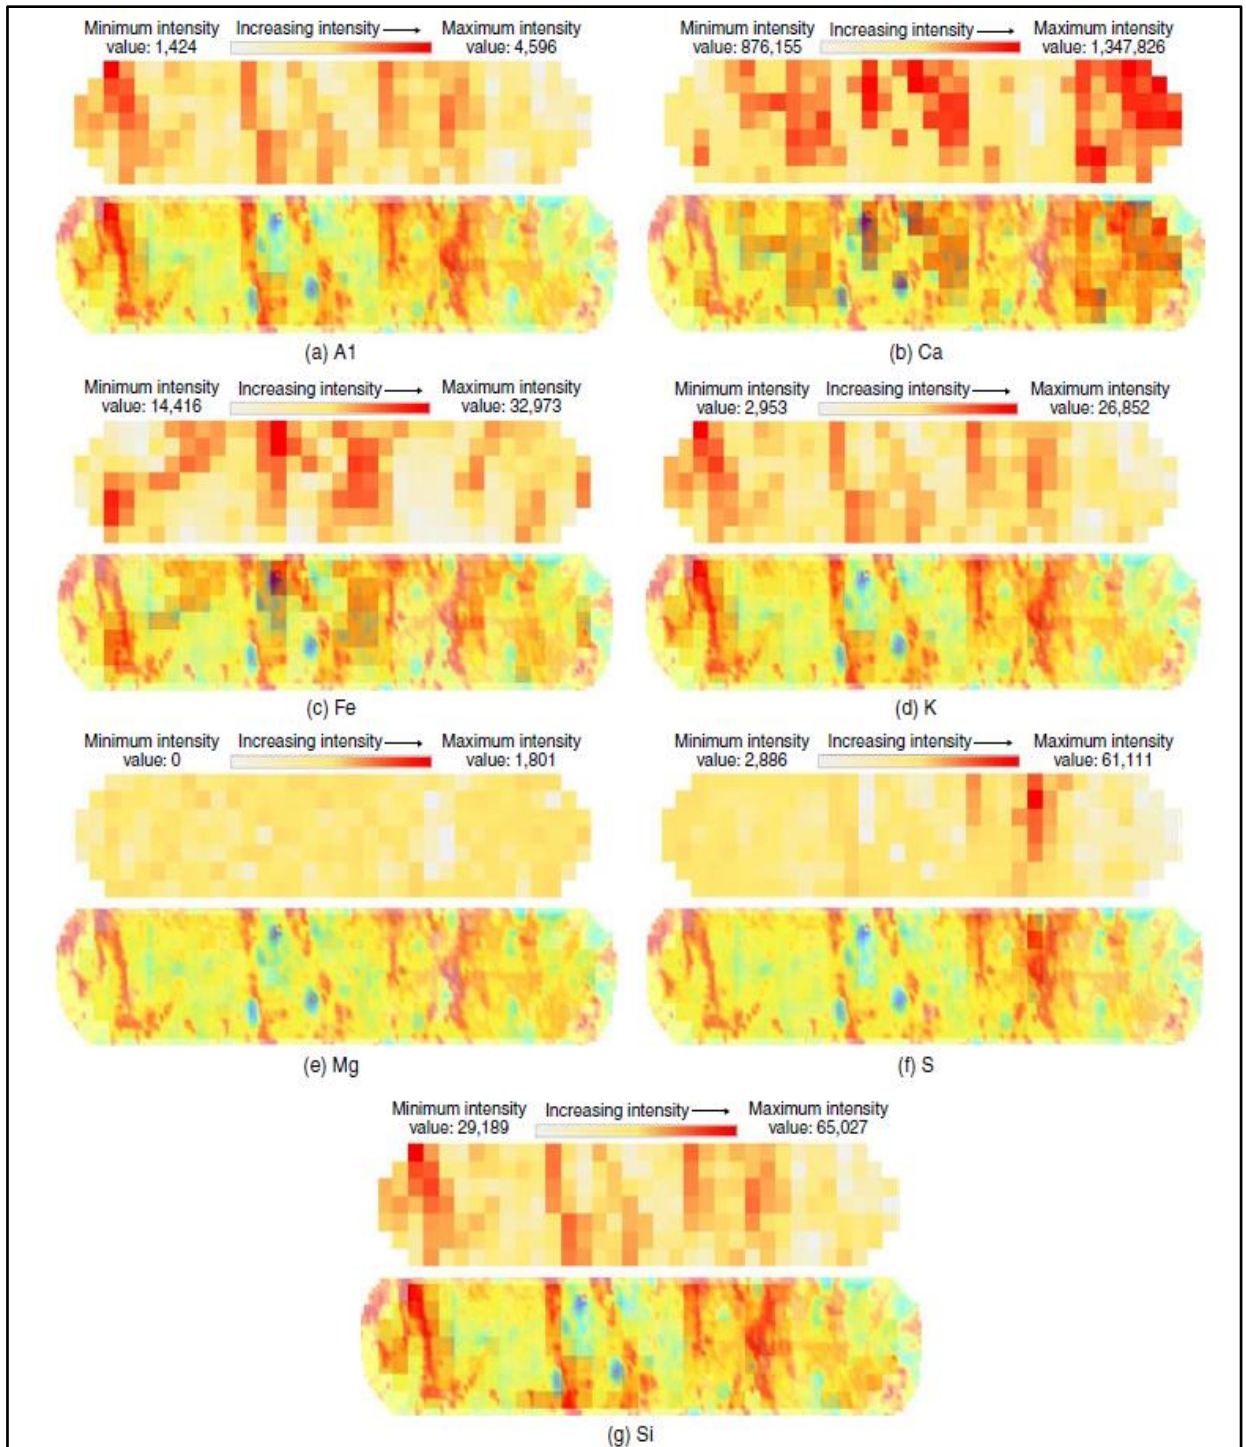 Minimum intensity Increasing intensity Maximum intensity
value: 1,424 value: 4,596
Minimum intensity Increasing intensity Maximum intensity
value: 876,155 value: 1,347,826
(a) A1
(b) Ca
Minimum intensity Increasing intensity Maximum intensity
value: 14,416 value: 32,973
Minimum intensity Increasing intensity Maximum intensity
value: 2,953 value: 26,852
(c) Fe
(d) K
Minimum intensity Increasing intensity Maximum intensity
value: 0 value: 1,801
Minimum intensity Increasing intensity Maximum intensity
value: 2,886 value: 61,111
(e) Mg
(f) S
Minimum intensity Increasing intensity Maximum intensity
value: 29,189 value: 65,027
(g) Si